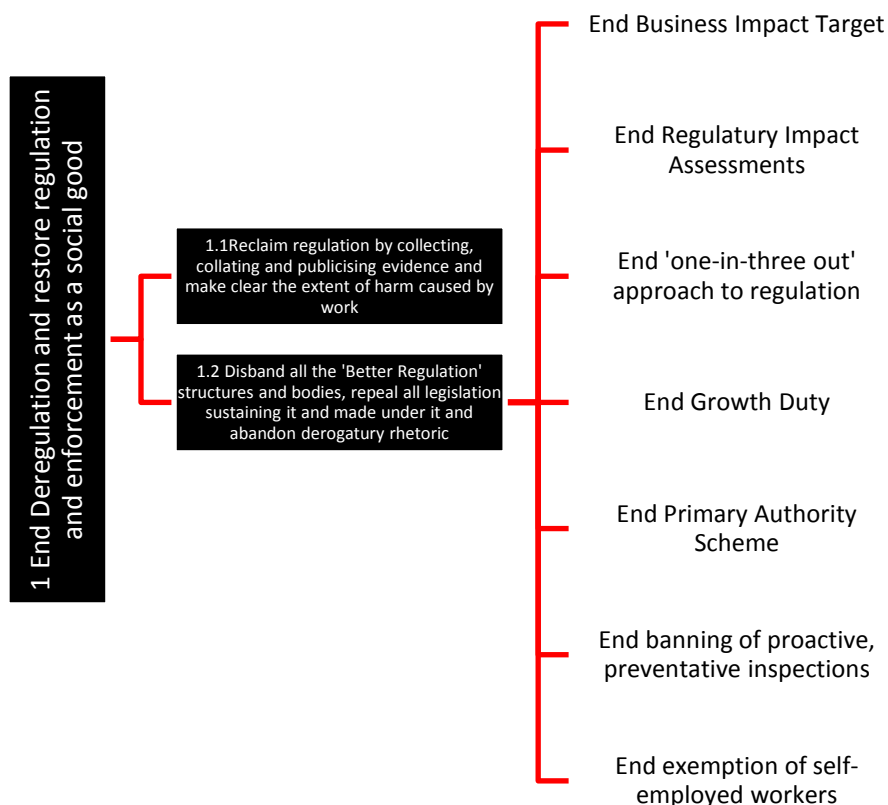 1 End Deregulation and restore regulation
and enforcement as a social good
1.1Reclaim regulation by collecting,
collating and publicising evidence and
make clear the extent of harm caused by
work
1.2 Disband all the 'Better Regulation'
structures and bodies, repeal all legislation
sustaining it and made under it and
abandon derogatury rhetoric
End Business Impact Target
End Regulatury Impact
Assessments
End 'one-in-three out'
approach to regulation
End Growth Duty
End Primary Authority
Scheme
End banning of proactive,
preventative inspections
End exemption of self-
employed workers